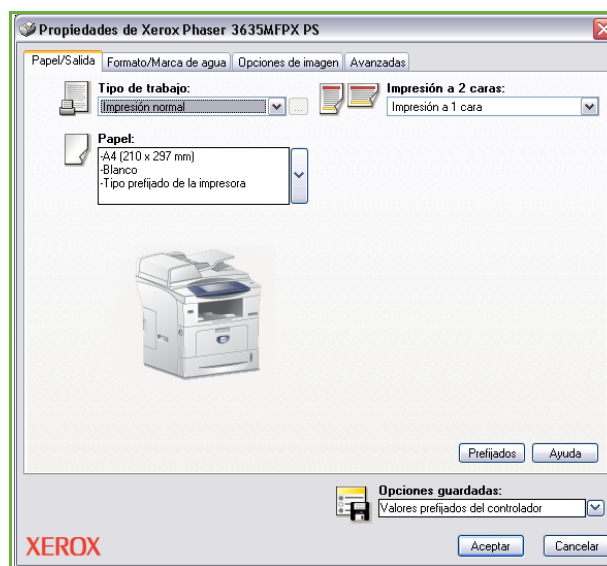 Propiedades de Xerox Phaser 3635MFPX PS
Papel/Salida Formato/Marca de agua Opciones de imagen Avanzadas
Tipo de trabajo:
Impresión normal
...
Impresión a 2 caras:
Impresión a 1 cara
Papel:
-A4 (210 x 297 mm)
-Blanco
-Tipo prefijado de la impresora
Prefijados Ayuda
Opciones guardadas:
Valores prefijados del controlador
XEROX
Aceptar Cancelar